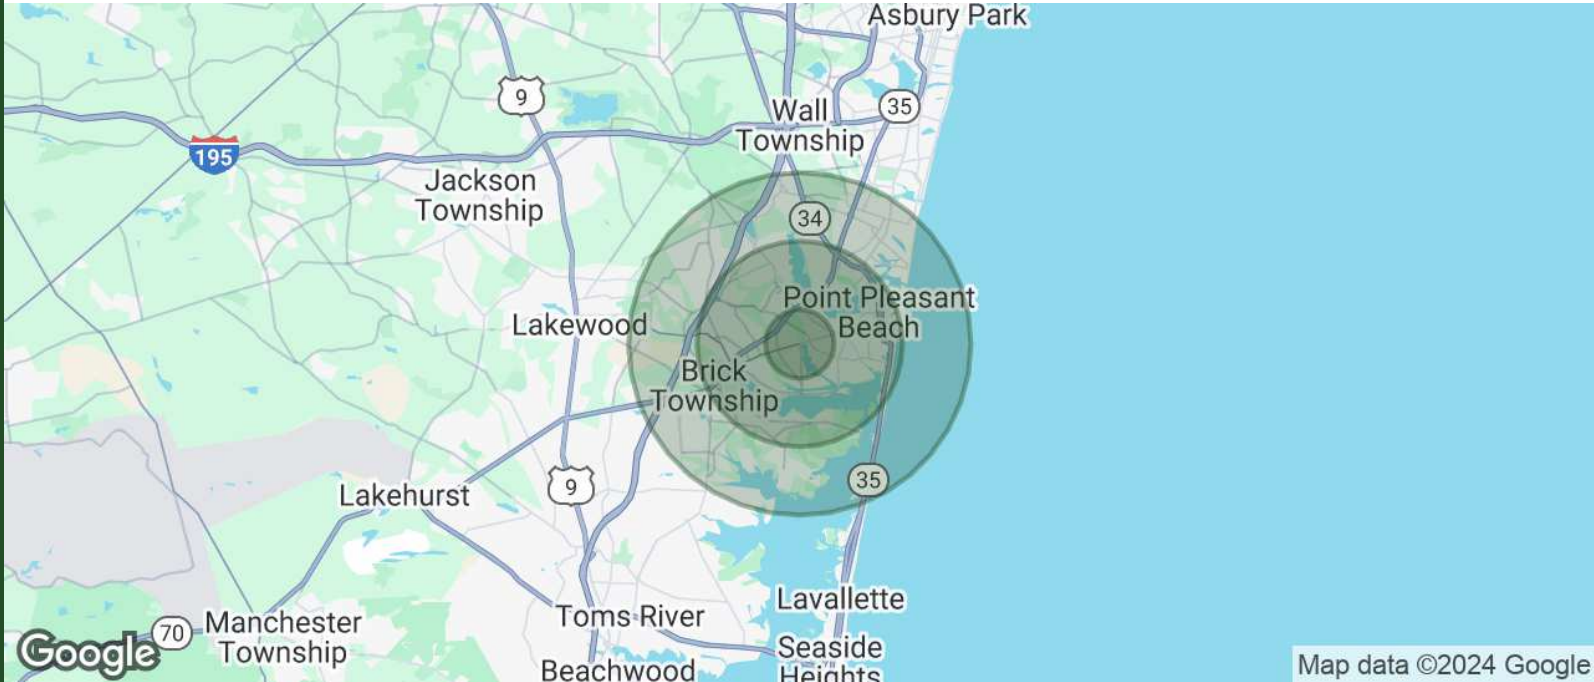 Asbury Park
9
35
Wall
Township
195
Jackson
Township
34
Point Pleasant
Beach
Lakewood
Brick
Township
35
9
Lakehurst
Lavallette
Toms River
Manchester
Township
70
Seaside
Heights
Beachwood
Google
Map data ©2024 Google